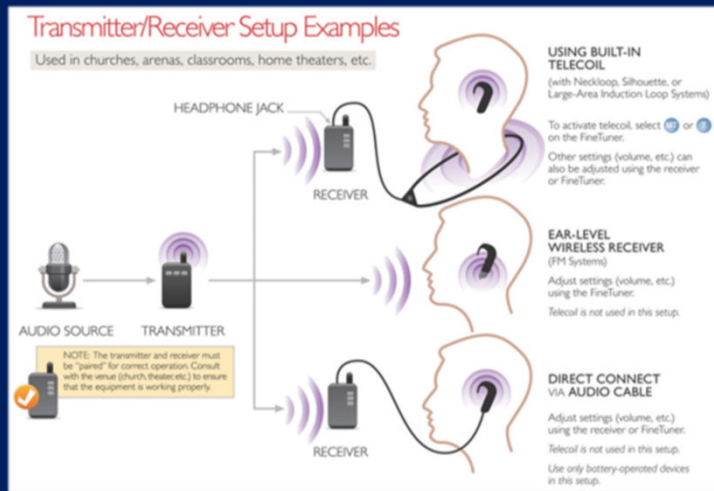 Transmitter/Receiver Setup Examples
Used in churches, arenas, classrooms, home theaters, etc.
HEADPHONE JACK
RECEIVER
USING BUILT-IN
TELECOIL
(with Neckloop, Silhouette, or
Large-Area Induction Loop Systems)
To activate telecoil, select MT or T
on the FineTuner.
Other settings (volume, etc.) can
also be adjusted using the receiver
or FineTuner.
EAR-LEVEL
WIRELESS RECEIVER
(FM Systems)
Adjust settings (volume, etc.)
using the FineTuner.
Telecoil is not used in this setup.
AUDIO SOURCE
TRANSMITTER
NOTE: The transmitter and receiver must
be "paired" for correct operation. Consult
with the venue (church, theater, etc.) to ensure
that the equipment is working properly.
RECEIVER
DIRECT CONNECT
VIA AUDIO CABLE
Adjust settings (volume, etc.)
using the receiver or FineTuner.
Telecoil is not used in this setup.
Use only battery-operated devices
in this setup.